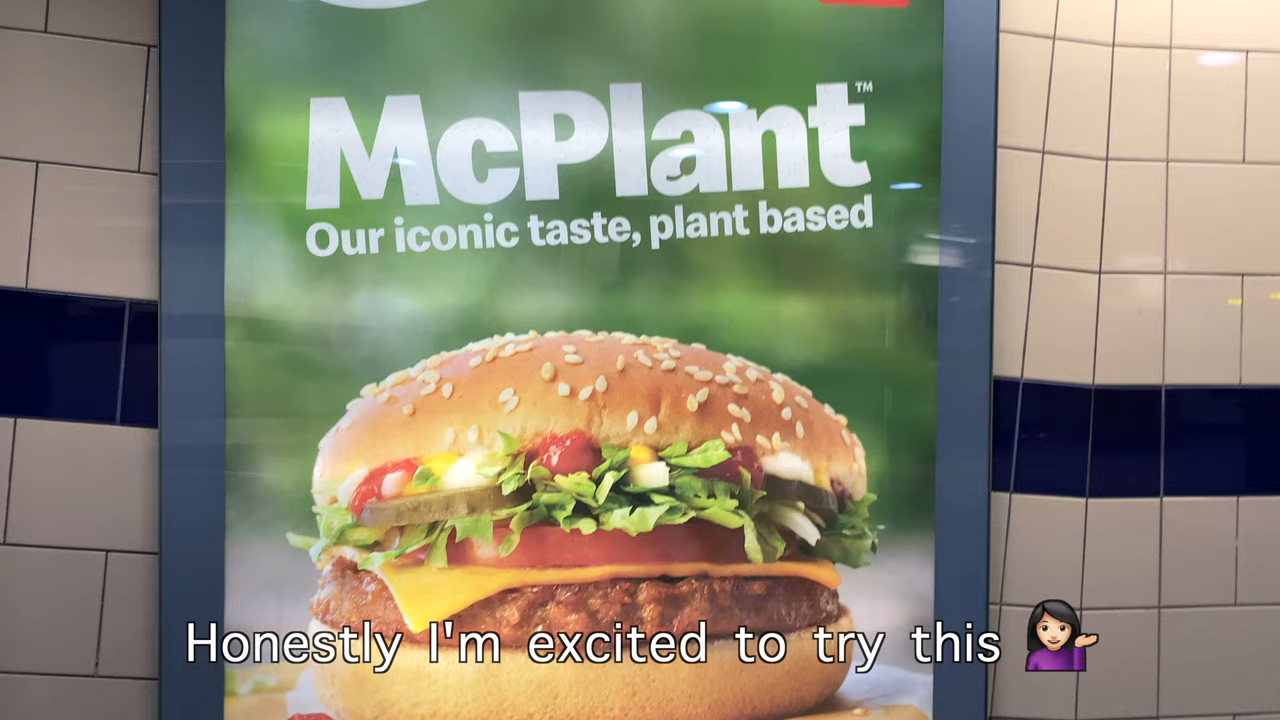 McPlant™
Our iconic taste, plant based
Honestly I'm excited to try this 💁🏻‍♀️